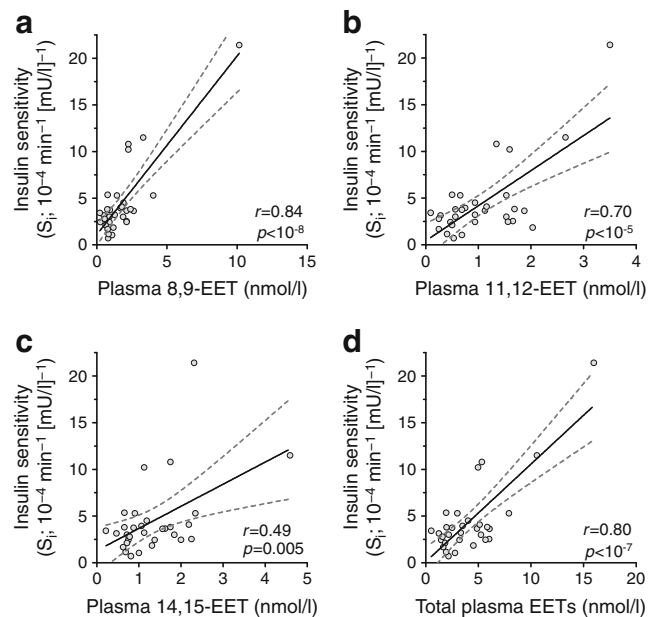 a
Insulin sensitivity
(Sᵢ; 10⁻⁴ min⁻¹ [mU/l]⁻¹)
20
15
10
5
0
r=0.84
p<10⁻⁸
0 5 10 15
Plasma 8,9-EET (nmol/l)
b
Insulin sensitivity
(Sᵢ; 10⁻⁴ min⁻¹ [mU/l]⁻¹)
20
15
10
5
0
r=0.70
p<10⁻⁵
0 1 2 3 4
Plasma 11,12-EET (nmol/l)
c
Insulin sensitivity
(Sᵢ; 10⁻⁴ min⁻¹ [mU/l]⁻¹)
20
15
10
5
0
r=0.49
p=0.005
0 1 2 3 4 5
Plasma 14,15-EET (nmol/l)
d
Insulin sensitivity
(Sᵢ; 10⁻⁴ min⁻¹ [mU/l]⁻¹)
20
15
10
5
0
r=0.80
p<10⁻⁷
0 5 10 15 20
Total plasma EETs (nmol/l)